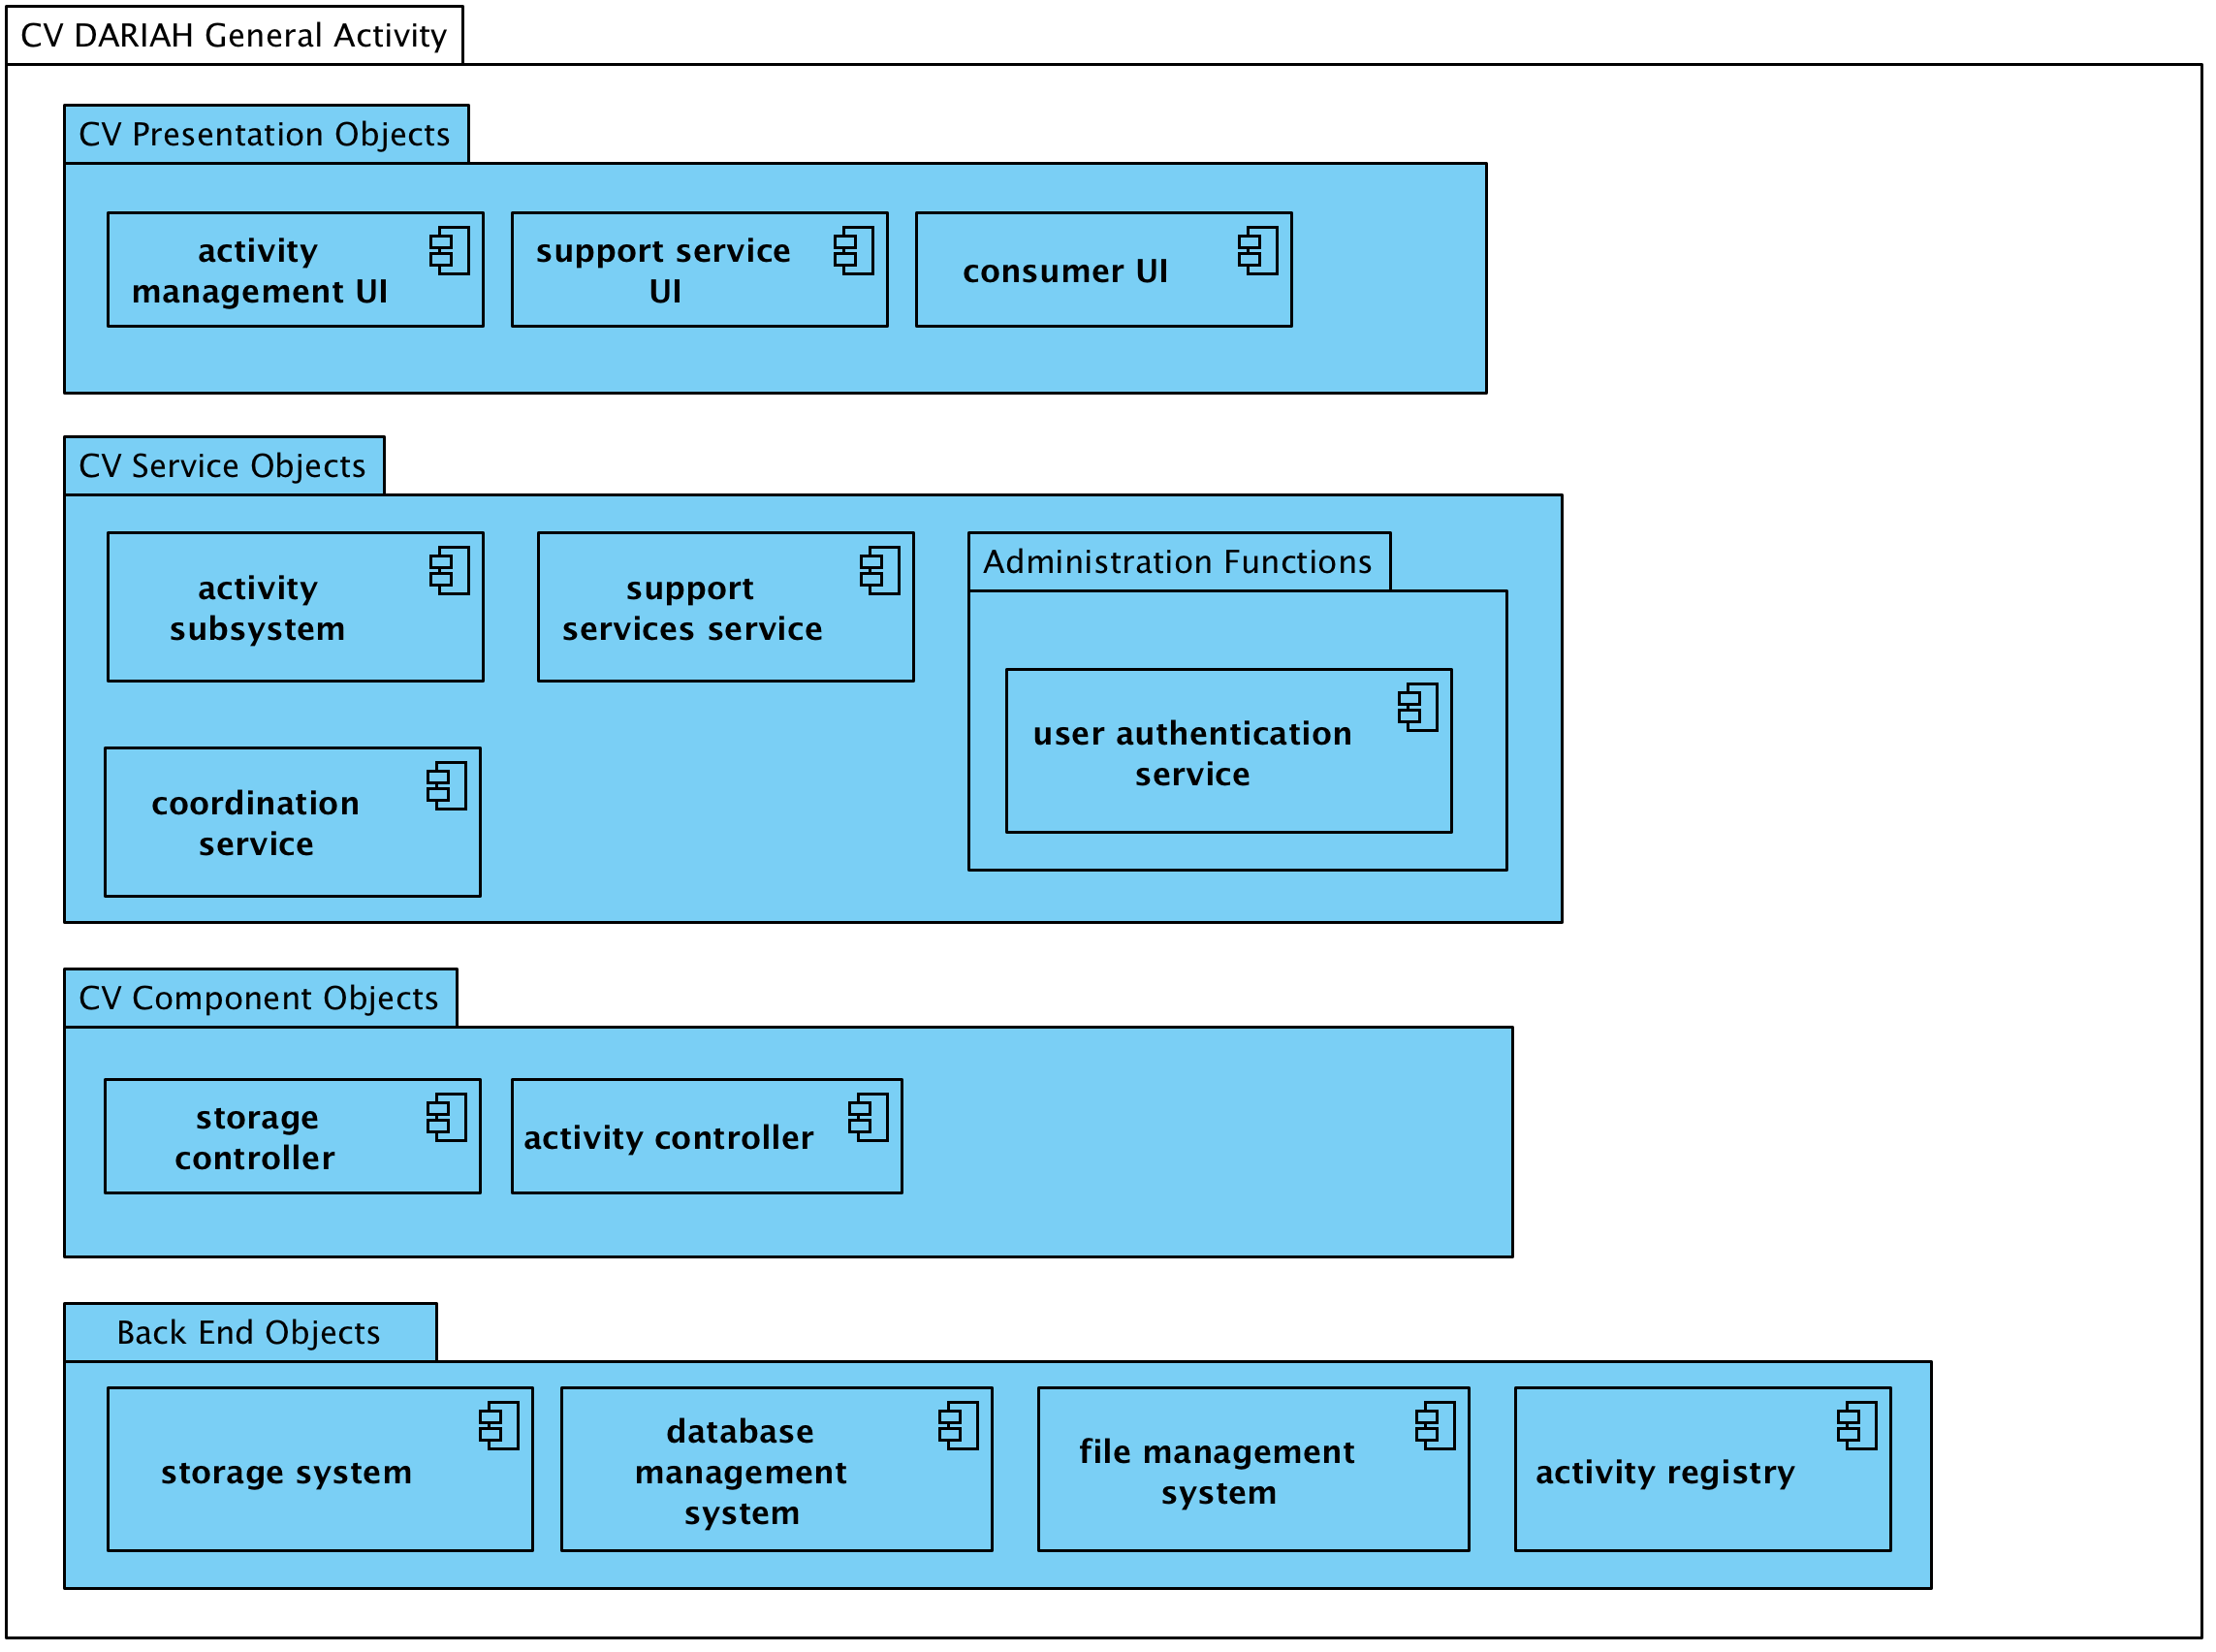 CV DARIAH General Activity
CV Presentation Objects
activity
management UI
support service
UI
consumer UI
CV Service Objects
activity
subsystem
support
services service
Administration Functions
user authentication
service
coordination
service
CV Component Objects
storage
controller
activity controller
Back End Objects
storage system
database
management
system
file management
system
activity registry